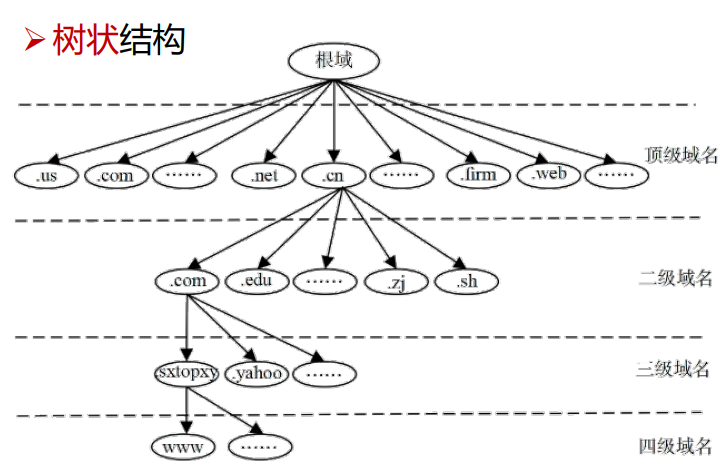 ➢ 树状结构
根域
.us .com …… .net .cn …… .firm .web …… 顶级域名
.com .edu …… .zj .sh 二级域名
.sxtopxy .yahoo …… 三级域名
www …… 四级域名